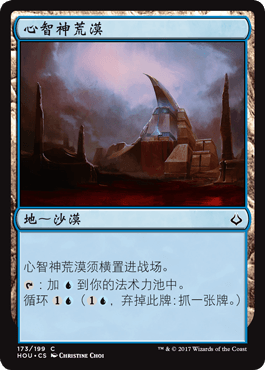 心智神荒漠
地～沙漠
心智神荒漠须横置进战场。
：加 到你的法术力池中。
循环 1 （1 ，弃掉此牌：抓一张牌。）
173/199 C
HOU • CS CHRISTINE CHOI
™ & © 2017 Wizards of the Coast